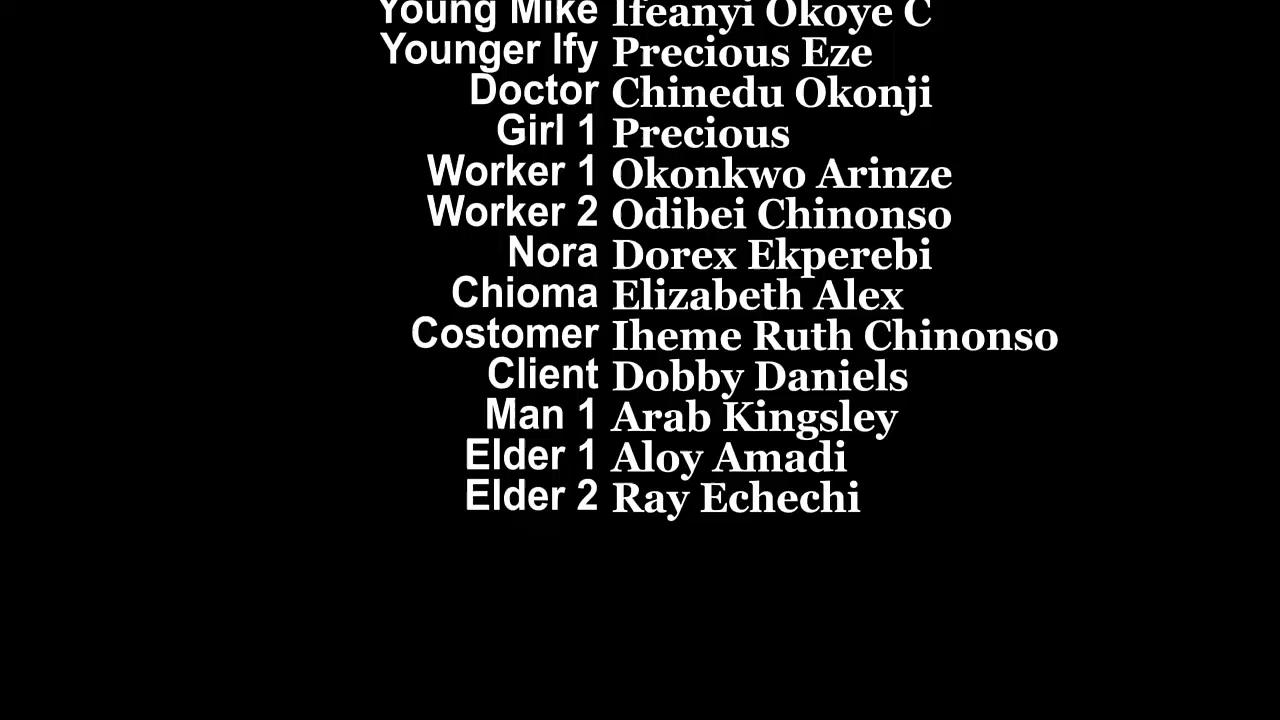 Young Mike Ifeanyi Okoye C
Younger Ify Precious Eze
Doctor Chinedu Okonji
Girl 1 Precious
Worker 1 Okonkwo Arinze
Worker 2 Odibei Chinonso
Nora Dorex Ekperebi
Chioma Elizabeth Alex
Costomer Iheme Ruth Chinonso
Client Dobby Daniels
Man 1 Arab Kingsley
Elder 1 Aloy Amadi
Elder 2 Ray Echechi